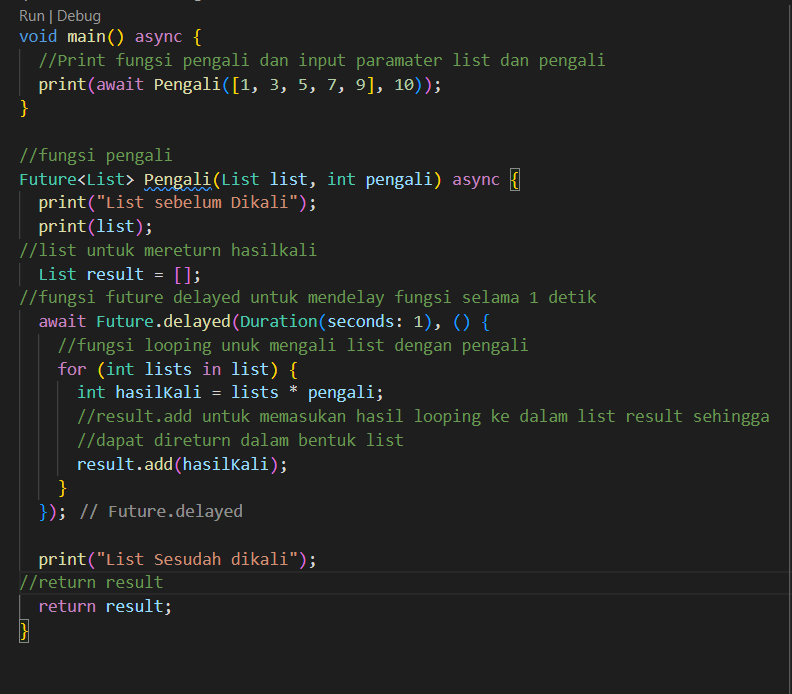 Run | Debug
void main() async {
  //Print fungsi pengali dan input paramater list dan pengali
  print(await Pengali([1, 3, 5, 7, 9], 10));
}

//fungsi pengali
Future<List> Pengali(List list, int pengali) async {
  print("List sebelum Dikali");
  print(list);
//list untuk mereturn hasilkali
  List result = [];
//fungsi future delayed untuk mendelay fungsi selama 1 detik
  await Future.delayed(Duration(seconds: 1), () {
    //fungsi looping unuk mengali list dengan pengali
    for (int lists in list) {
      int hasilKali = lists * pengali;
      //result.add untuk memasukan hasil looping ke dalam list result sehingga
      //dapat direturn dalam bentuk list
      result.add(hasilKali);
    }
  }); // Future.delayed

  print("List Sesudah dikali");
//return result
  return result;
}